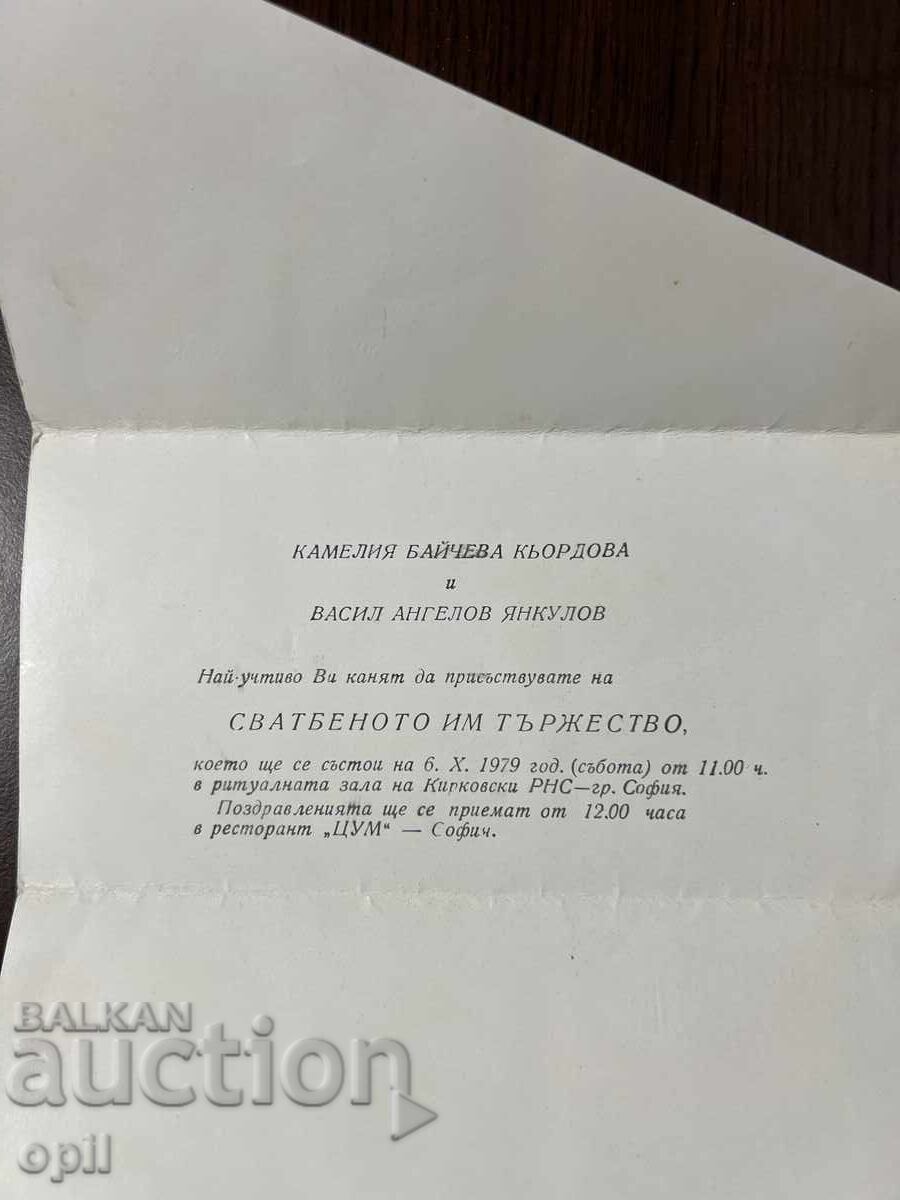 КАМЕЛИЯ БАЙЧЕВА КЬОРДОВА
и
ВАСИЛ АНГЕЛОВ ЯНКУЛОВ
Най-учтиво Ви канят да присъствувате на
СВАТБЕНОТО ИМ ТЪРЖЕСТВО,
което ще се състои на 6. X. 1979 год. (събота) от 11.00 ч.
в ритуалната зала на Кирковски РНС—гр. София.
Поздравленията ще се приемат от 12.00 часа
в ресторант „ЦУМ“ — Софич.
BALKAN
auction
opil